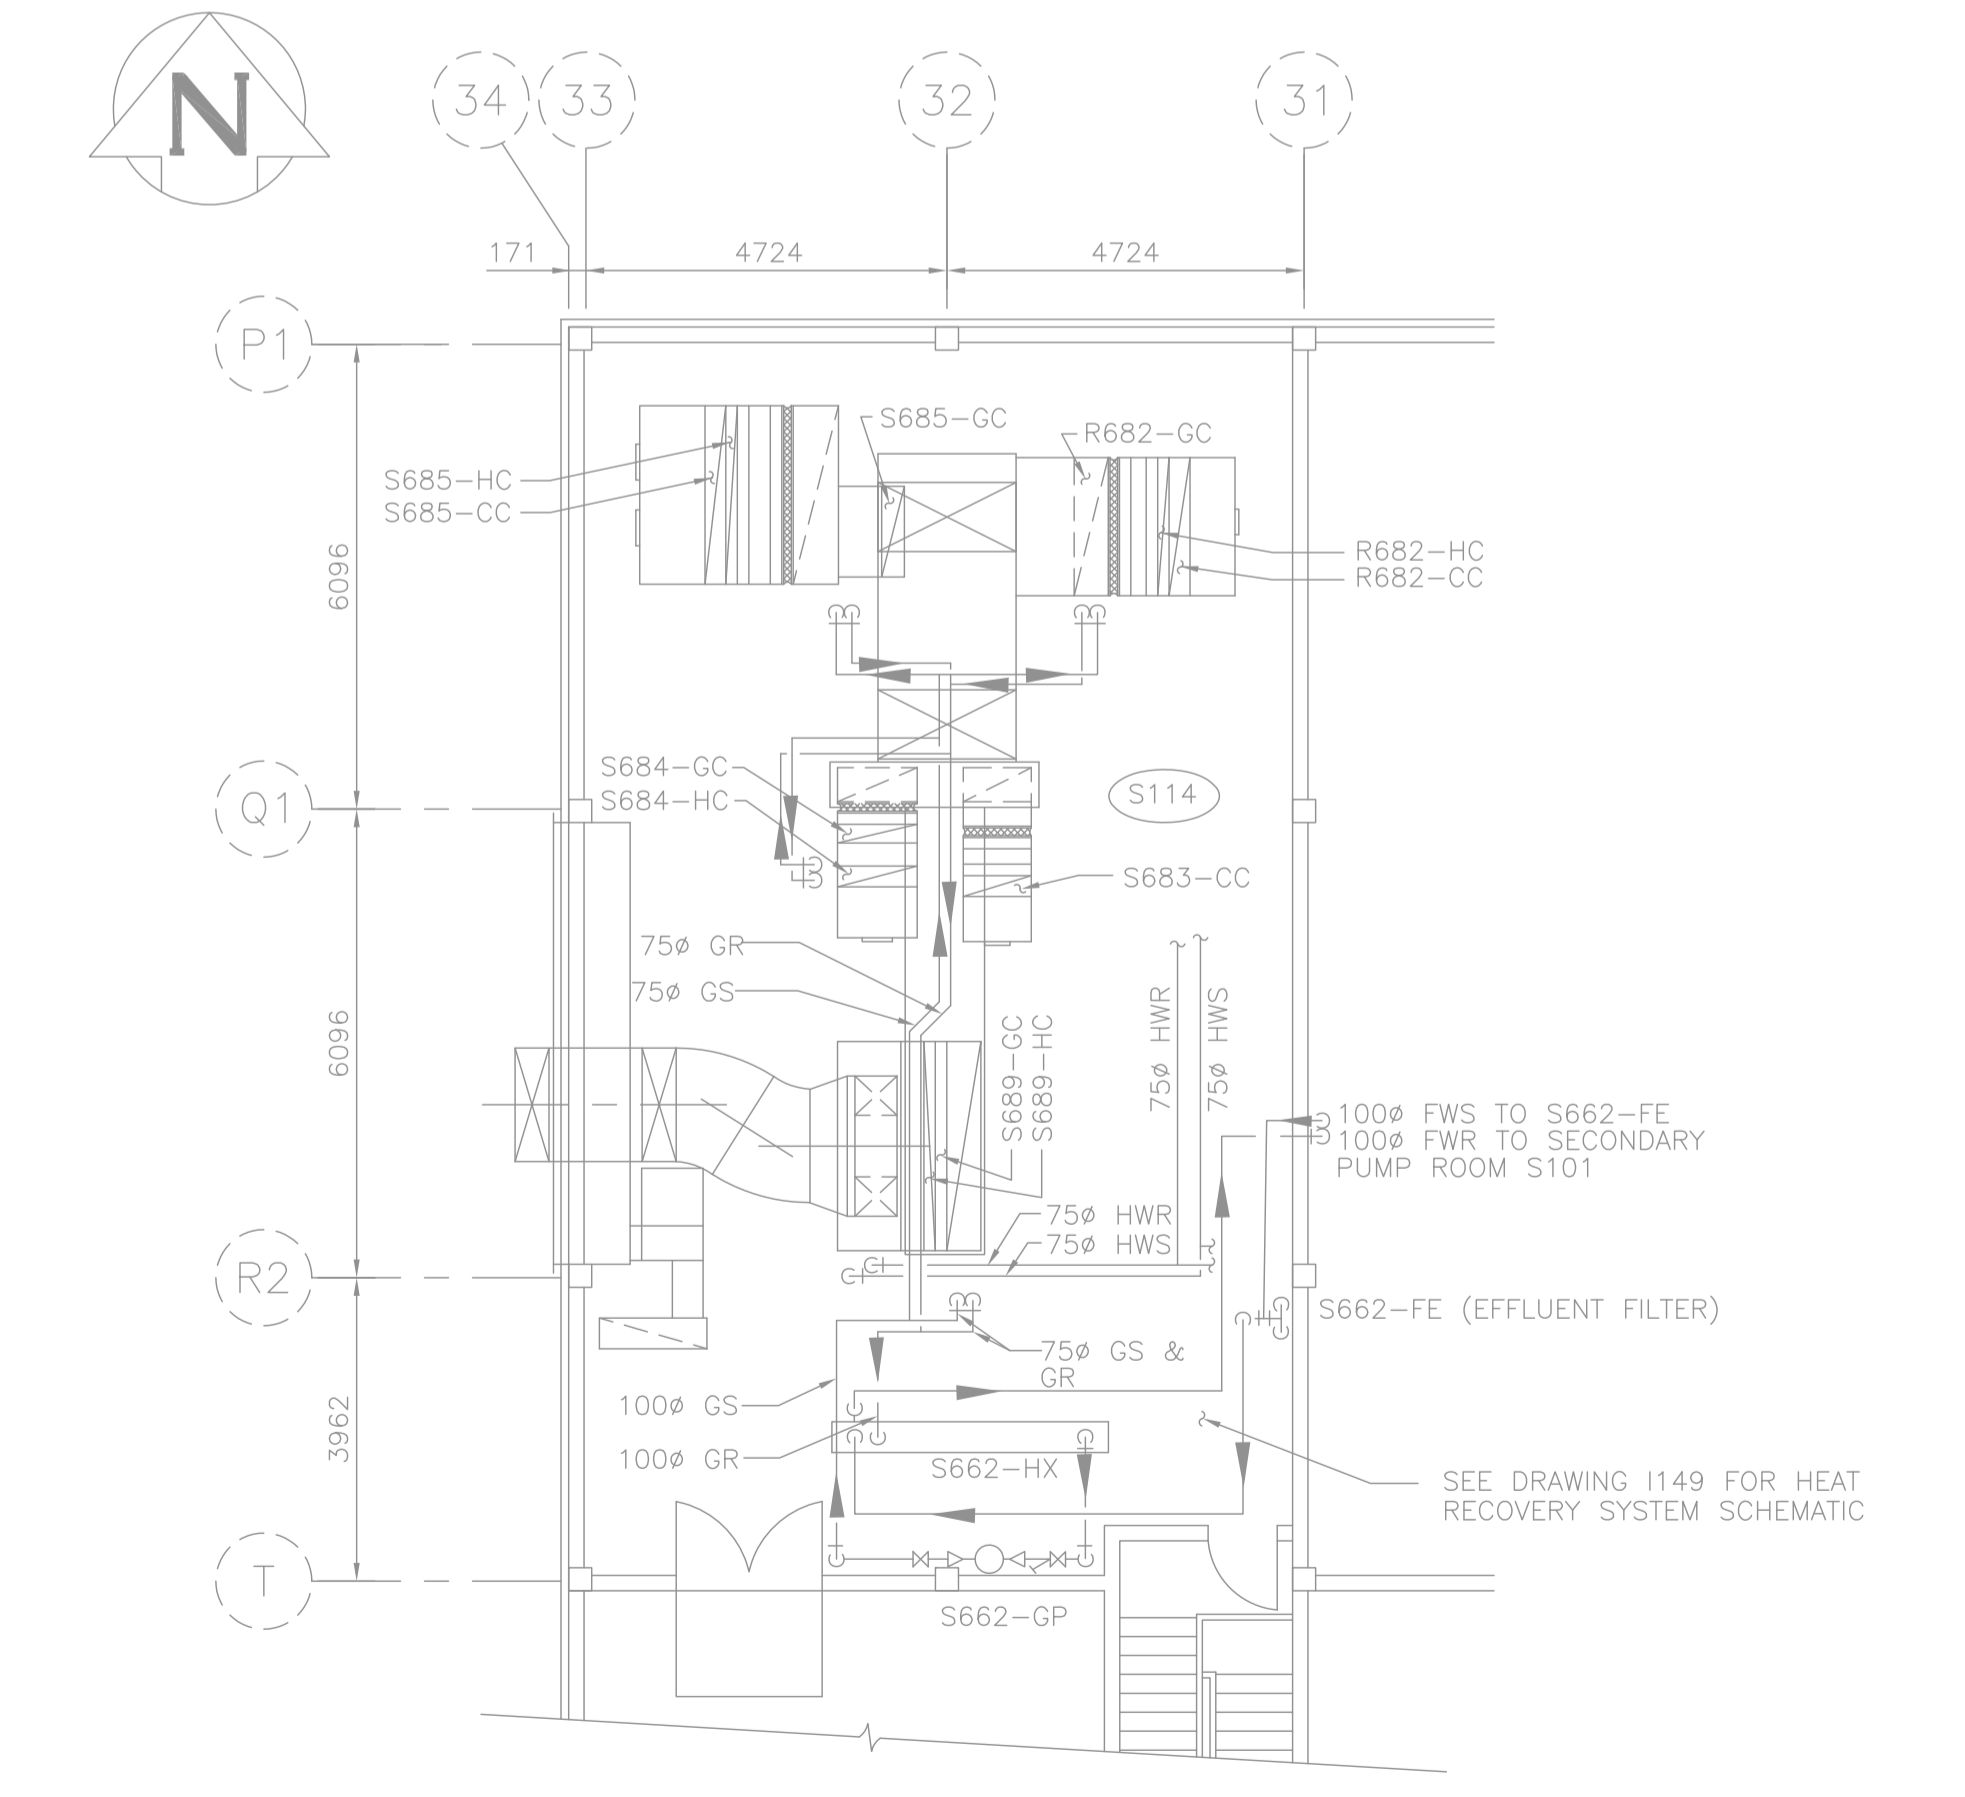 N
34
33
32
31
171
4724
4724
P1
S685-GC
R682-GC
S685-HC
S685-CC
R682-HC
R682-CC
6096
S684-GC
S684-HC
S114
Q1
S683-CC
75ø GR
75ø GS
6096
S689-GC
S689-HC
75ø HWR
75ø HWS
100ø FWS TO S662-FE
100ø FWR TO SECONDARY
PUMP ROOM S101
75ø HWR
75ø HWS
R2
S662-FE (EFFLUENT FILTER)
75ø GS &
GR
3962
100ø GS
100ø GR
S662-HX
SEE DRAWING I149 FOR HEAT
RECOVERY SYSTEM SCHEMATIC
T
S662-GP